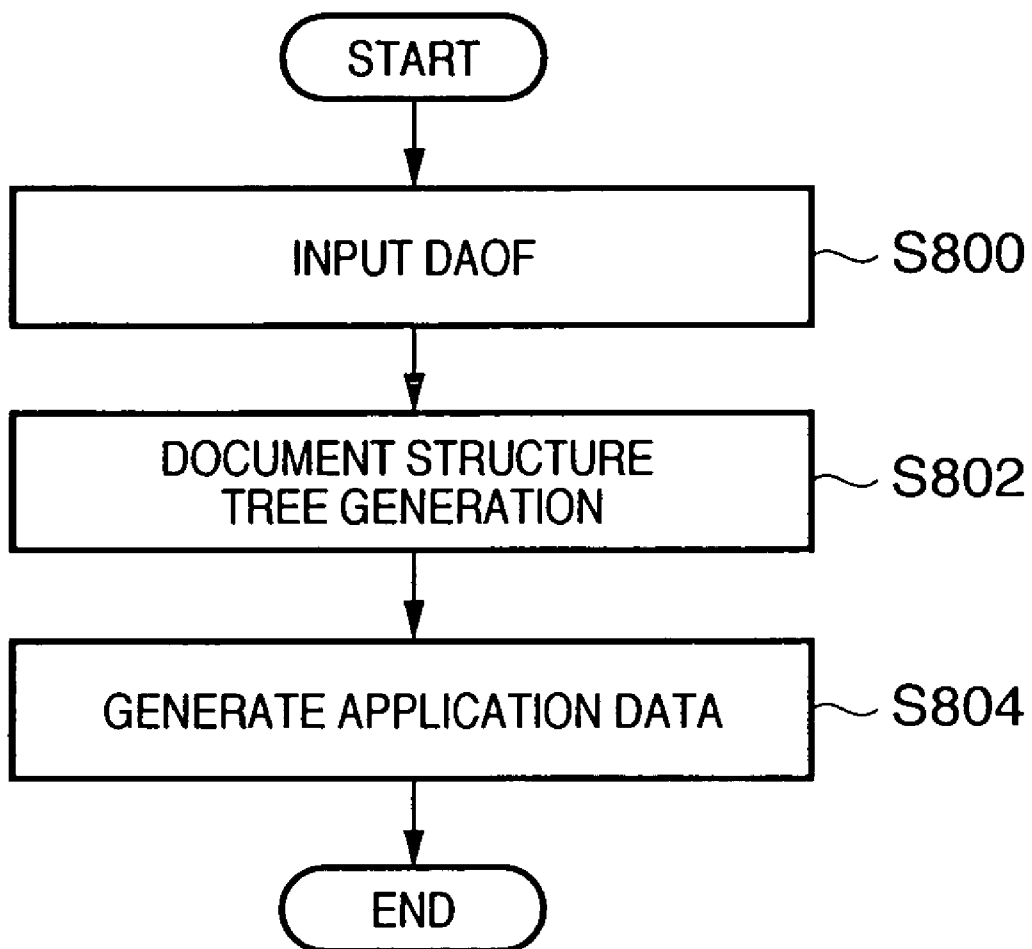 START
INPUT DAOF
S800
DOCUMENT STRUCTURE
TREE GENERATION
S802
GENERATE APPLICATION DATA
S804
END